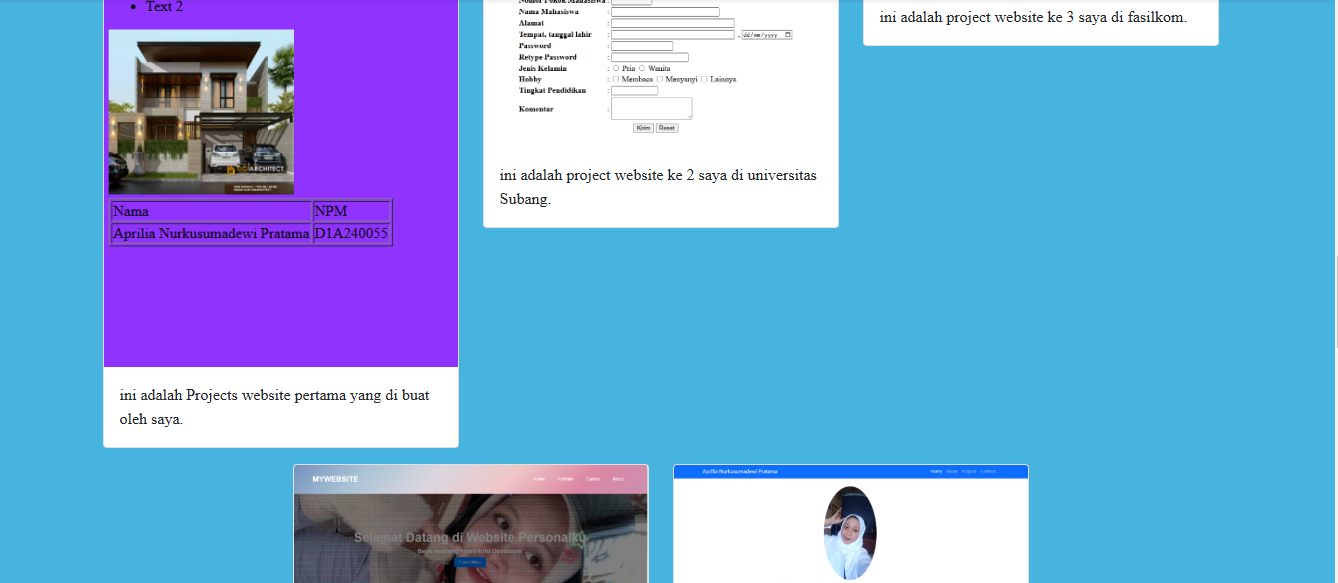 Text 2
ARCHITECT
Nama NPM
Aprilia Nurkusumadewi Pratama D1A240055
ini adalah Projects website pertama yang di buat
oleh saya.
Nomor Pokok Mahasiswa :
Nama Mahasiswa :
Alamat :
Tempat, tanggal lahir : , dd/mm/yyyy
Password :
Retype Password :
Jenis Kelamin : Pria Wanita
Hobby : Membaca Menyanyi Lainnya
Tingkat Pendidikan :
Komentar :
Kirim Reset
ini adalah project website ke 2 saya di universitas
Subang.
ini adalah project website ke 3 saya di fasilkom.
MYWEBSITE Home Portfolio Gallery About
Selamat Datang di Website Personalku
Aprilia Nurkusumadewi Pratama Home About Projects Contact